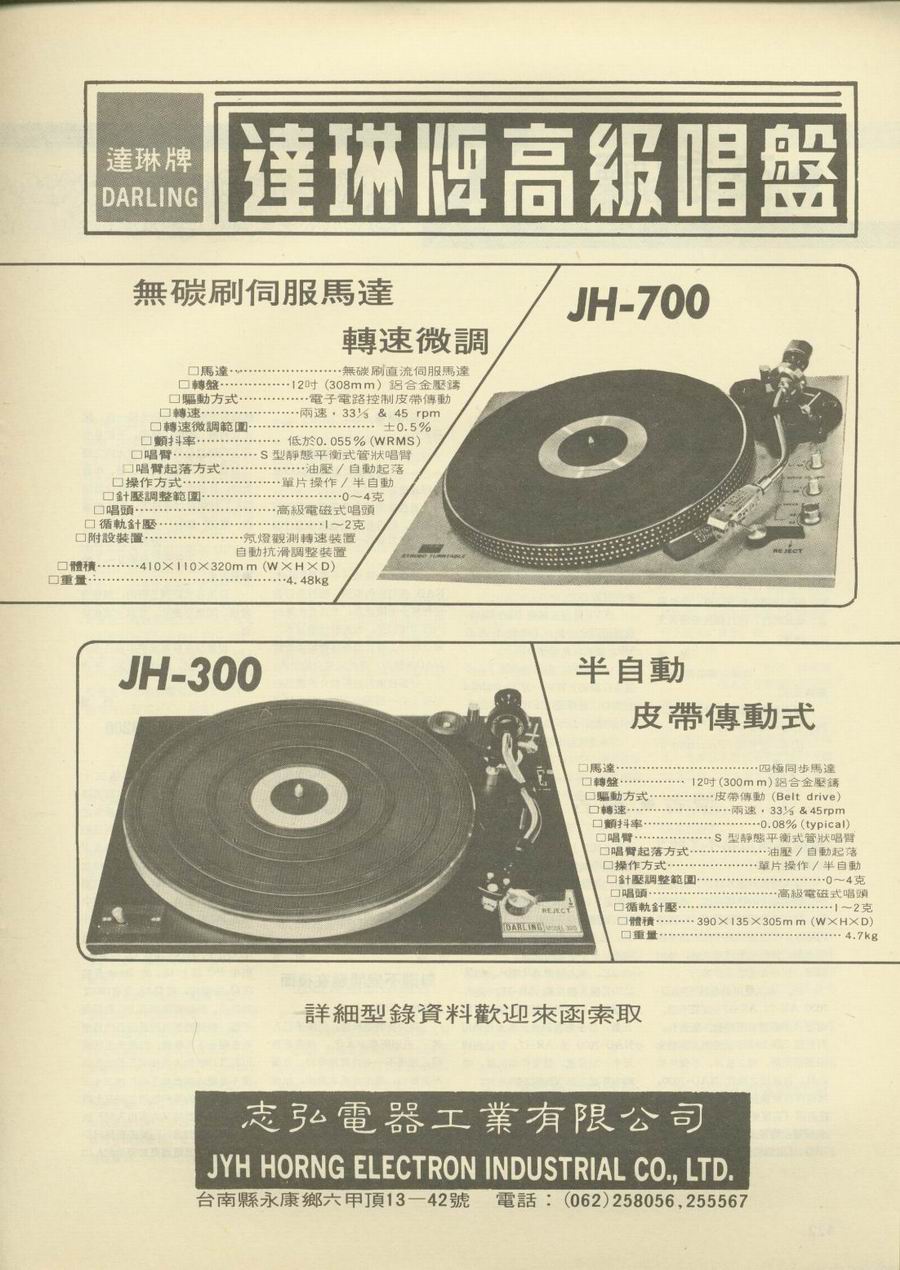 達琳牌
DARLING
達琳牌高級唱盤
無碳刷伺服馬達
轉速微調
JH-700
□馬達……………………無碳刷直流伺服馬達
□轉盤……………12吋(308mm)鋁合金壓鑄
□驅動方式……………電子電路控制皮帶傳動
□轉速…………………兩速,33⅓ & 45 rpm
□轉速微調範圍…………………………±0.5%
□顫抖率………………低於0.055%(WRMS)
□唱臂………………S型靜態平衡式管狀唱臂
□唱臂起落方式………………油壓/自動起落
□操作方式…………………單片操作/半自動
□針壓調整範圍…………………………0~4克
□唱頭……………………………高級電磁式唱頭
□循軌針壓………………………………1~2克
□附設裝置……………………氖燈觀測轉速裝置
自動抗滑調整裝置
□體積………410×110×320mm(W×H×D)
□重量………………………………………4.48kg
STROBO TURNTABLE
REJECT
JH-300
半自動
皮帶傳動式
□馬達…………………………四極同步馬達
□轉盤……………12吋(300mm)鋁合金壓鑄
□驅動方式……………皮帶傳動(Belt drive)
□轉速…………………兩速,33⅓ &45rpm
□顫抖率………………………0.08%(typical)
□唱臂………………S 型靜態平衡式管狀唱臂
□唱臂起落方式………………油壓/自動起落
□操作方式…………………單片操作/半自動
□針壓調整範圍…………………………0~4克
□唱頭…………………………高級電磁式唱頭
□循軌針壓………………………………1~2克
□體積………390×135×305mm(W×H×D)
□重量……………………………………4.7kg
REJECT
DARLING MODEL 300
詳細型錄資料歡迎來函索取
志弘電器工業有限公司
JYH HORNG ELECTRON INDUSTRIAL CO., LTD.
台南縣永康鄉六甲頂13—42號 電話:(062)258056,255567